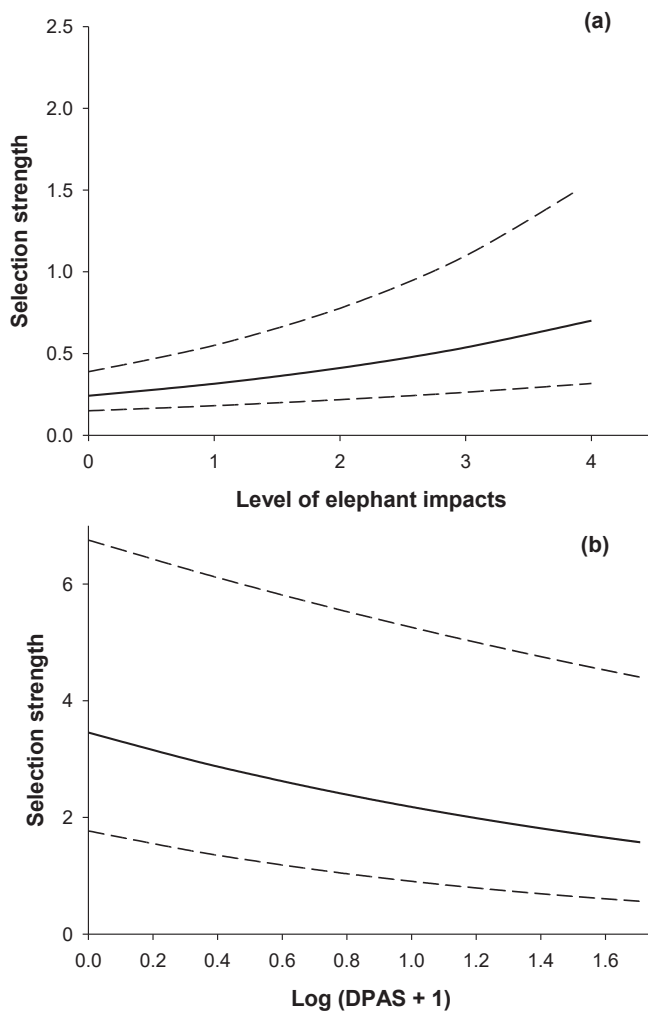 (a)
2.5
2.0
1.5
1.0
0.5
0.0
Selection strength
0 1 2 3 4
Level of elephant impacts
(b)
6
4
2
0
Selection strength
0.0 0.2 0.4 0.6 0.8 1.0 1.2 1.4 1.6
Log (DPAS + 1)